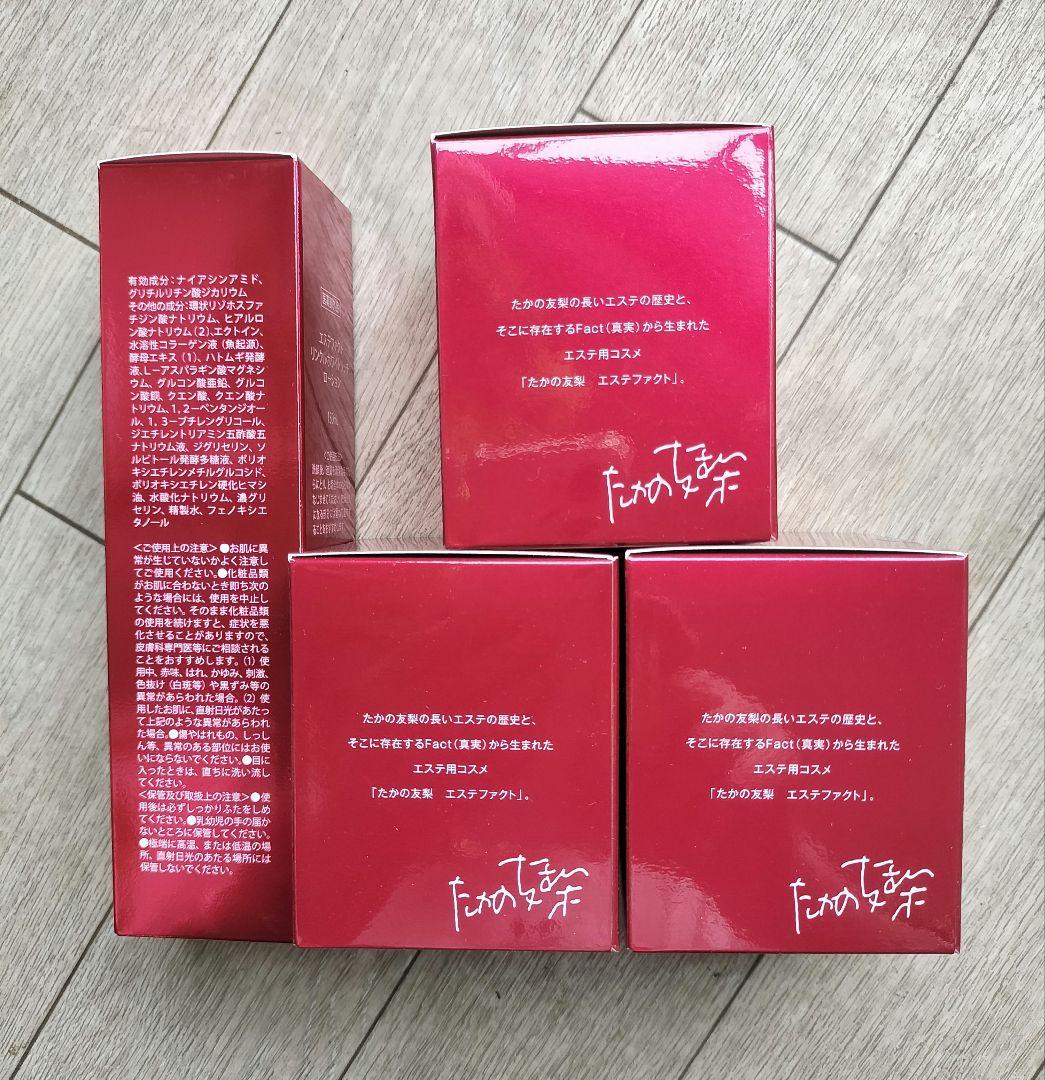 有効成分：ナイアシンアミド、
グリチルリチン酸ジカリウム
その他の成分：環状リゾホスファ
チジン酸ナトリウム、ヒアルロ
ン酸ナトリウム（2）、エクトイン、
水溶性コラーゲン液（魚起源）、
酵母エキス（1）、ハトムギ発酵
液、L－アスパラギン酸マグネシ
ウム、グルコン酸亜鉛、グルコ
ン酸銅、クエン酸、クエン酸ナ
トリウム、1，2－ペンタンジオー
ル、1，3－ブチレングリコール、
ジエチレントリアミン五酢酸五
ナトリウム液、ジグリセリン、ソ
ルビトール発酵多糖液、ポリオ
キシエチレンメチルグルコシド、
ポリオキシエチレン硬化ヒマシ
油、水酸化ナトリウム、濃グリ
セリン、精製水、フェノキシエ
タノール
＜ご使用上の注意＞●お肌に異
常が生じていないかよく注意し
てご使用ください。●化粧品類
がお肌に合わないとき即ち次の
ような場合には、使用を中止し
てください。そのまま化粧品類
の使用を続けますと、症状を悪
化させることがありますので、
皮膚科専門医等にご相談される
ことをおすすめします。（1）使
用中、赤味、はれ、かゆみ、刺激、
色抜け（白斑等）や黒ずみ等の
異常があらわれた場合。（2）使
用したお肌に、直射日光があたっ
て上記のような異常があらわれ
た場合。●傷やはれもの、しっし
ん等、異常のある部位にはお使
いにならないでください。●目に
入ったときは、直ちに洗い流し
てください。
＜保管及び取扱上の注意＞●使
用後は必ずしっかりふたをしめ
てください。●乳幼児の手の届か
ないところに保管してください。
●極端に高温、または低温の場
所、直射日光のあたる場所には
保管しないでください。
医薬部外品
エステファクト
ローション
150mL
たかの友梨の長いエステの歴史と、
そこに存在するFact（真実）から生まれた
エステ用コスメ
「たかの友梨　エステファクト」。
たかの友梨
たかの友梨の長いエステの歴史と、
そこに存在するFact（真実）から生まれた
エステ用コスメ
「たかの友梨　エステファクト」。
たかの友梨
たかの友梨の長いエステの歴史と、
そこに存在するFact（真実）から生まれた
エステ用コスメ
「たかの友梨　エステファクト」。
たかの友梨